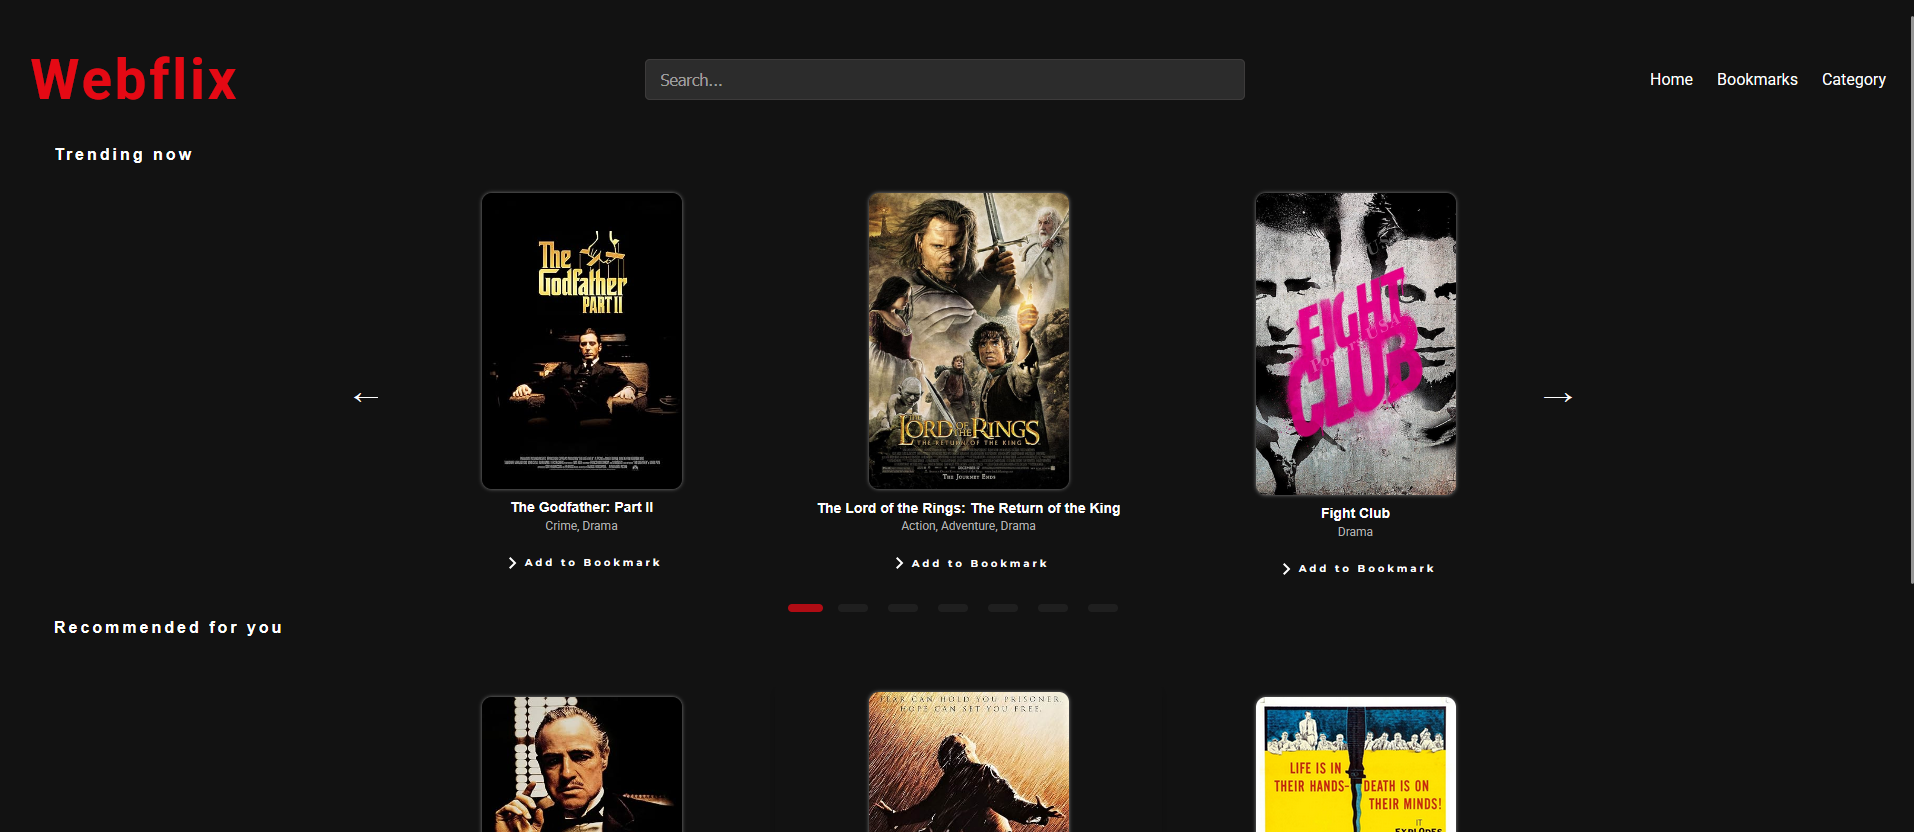 Webflix
Search...
Home Bookmarks Category
Trending now
The
Godfather
PART II
THE
LORD OF THE RINGS
THE RETURN OF THE KING
THE JOURNEY ENDS
FIGHT
CLUB
←
→
The Godfather: Part II
Crime, Drama
Add to Bookmark
The Lord of the Rings: The Return of the King
Action, Adventure, Drama
Add to Bookmark
Fight Club
Drama
Add to Bookmark
Recommended for you
FEAR CAN HOLD YOU PRISONER.
HOPE CAN SET YOU FREE.
LIFE IS IN
THEIR HANDS- DEATH IS ON
THEIR MINDS!
IT
EXPLODES